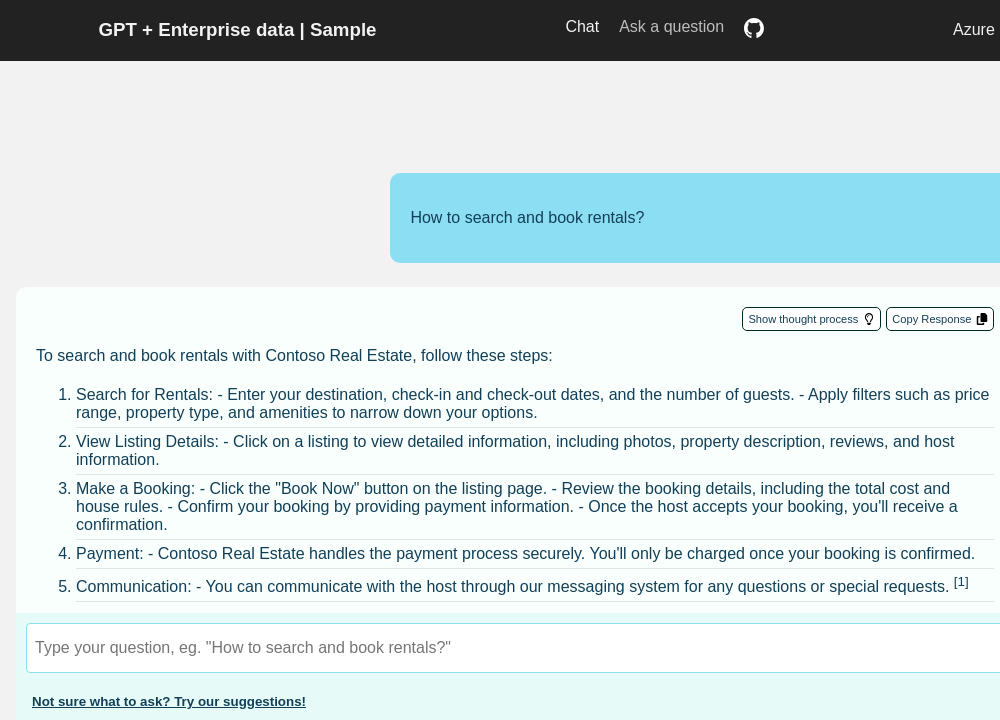 GPT + Enterprise data | Sample
Chat
Ask a question
Azure
How to search and book rentals?
Show thought process
Copy Response
To search and book rentals with Contoso Real Estate, follow these steps:
1. Search for Rentals: - Enter your destination, check-in and check-out dates, and the number of guests. - Apply filters such as price
range, property type, and amenities to narrow down your options.
2. View Listing Details: - Click on a listing to view detailed information, including photos, property description, reviews, and host
information.
3. Make a Booking: - Click the "Book Now" button on the listing page. - Review the booking details, including the total cost and
house rules. - Confirm your booking by providing payment information. - Once the host accepts your booking, you'll receive a
confirmation.
4. Payment: - Contoso Real Estate handles the payment process securely. You'll only be charged once your booking is confirmed.
5. Communication: - You can communicate with the host through our messaging system for any questions or special requests. [1]
Type your question, eg. "How to search and book rentals?"
Not sure what to ask? Try our suggestions!